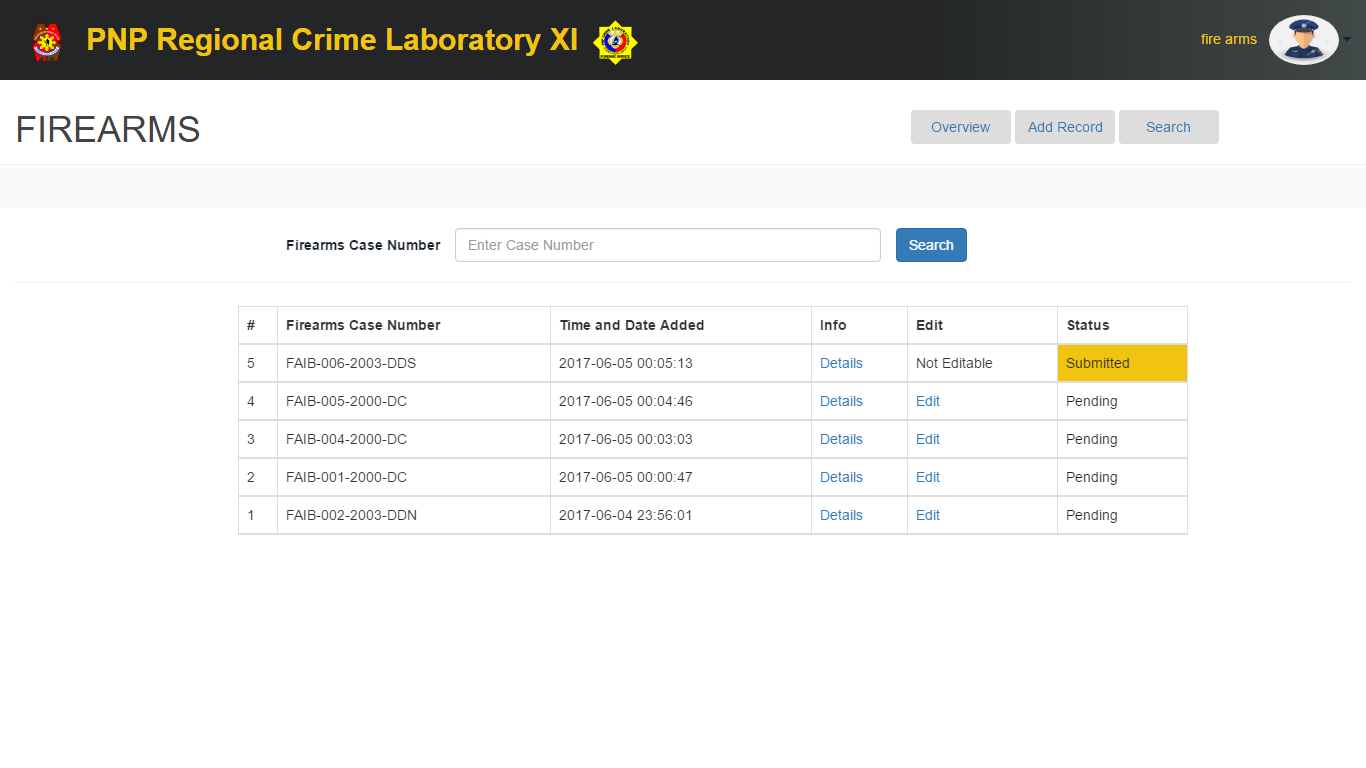 PNP Regional Crime Laboratory XI
fire arms
FIREARMS
Overview Add Record Search
Firearms Case Number Enter Case Number Search
# Firearms Case Number Time and Date Added Info Edit Status
5 FAIB-006-2003-DDS 2017-06-05 00:05:13 Details Not Editable Submitted
4 FAIB-005-2000-DC 2017-06-05 00:04:46 Details Edit Pending
3 FAIB-004-2000-DC 2017-06-05 00:03:03 Details Edit Pending
2 FAIB-001-2000-DC 2017-06-05 00:00:47 Details Edit Pending
1 FAIB-002-2003-DDN 2017-06-04 23:56:01 Details Edit Pending